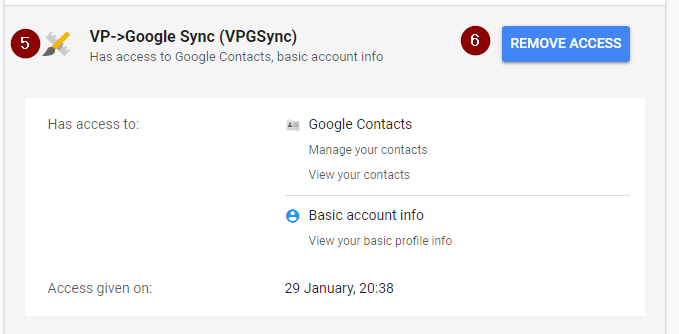 5
VP->Google Sync (VPGSync)
Has access to Google Contacts, basic account info
6
REMOVE ACCESS
Has access to:
Google Contacts
Manage your contacts
View your contacts
Basic account info
View your basic profile info
Access given on:
29 January, 20:38